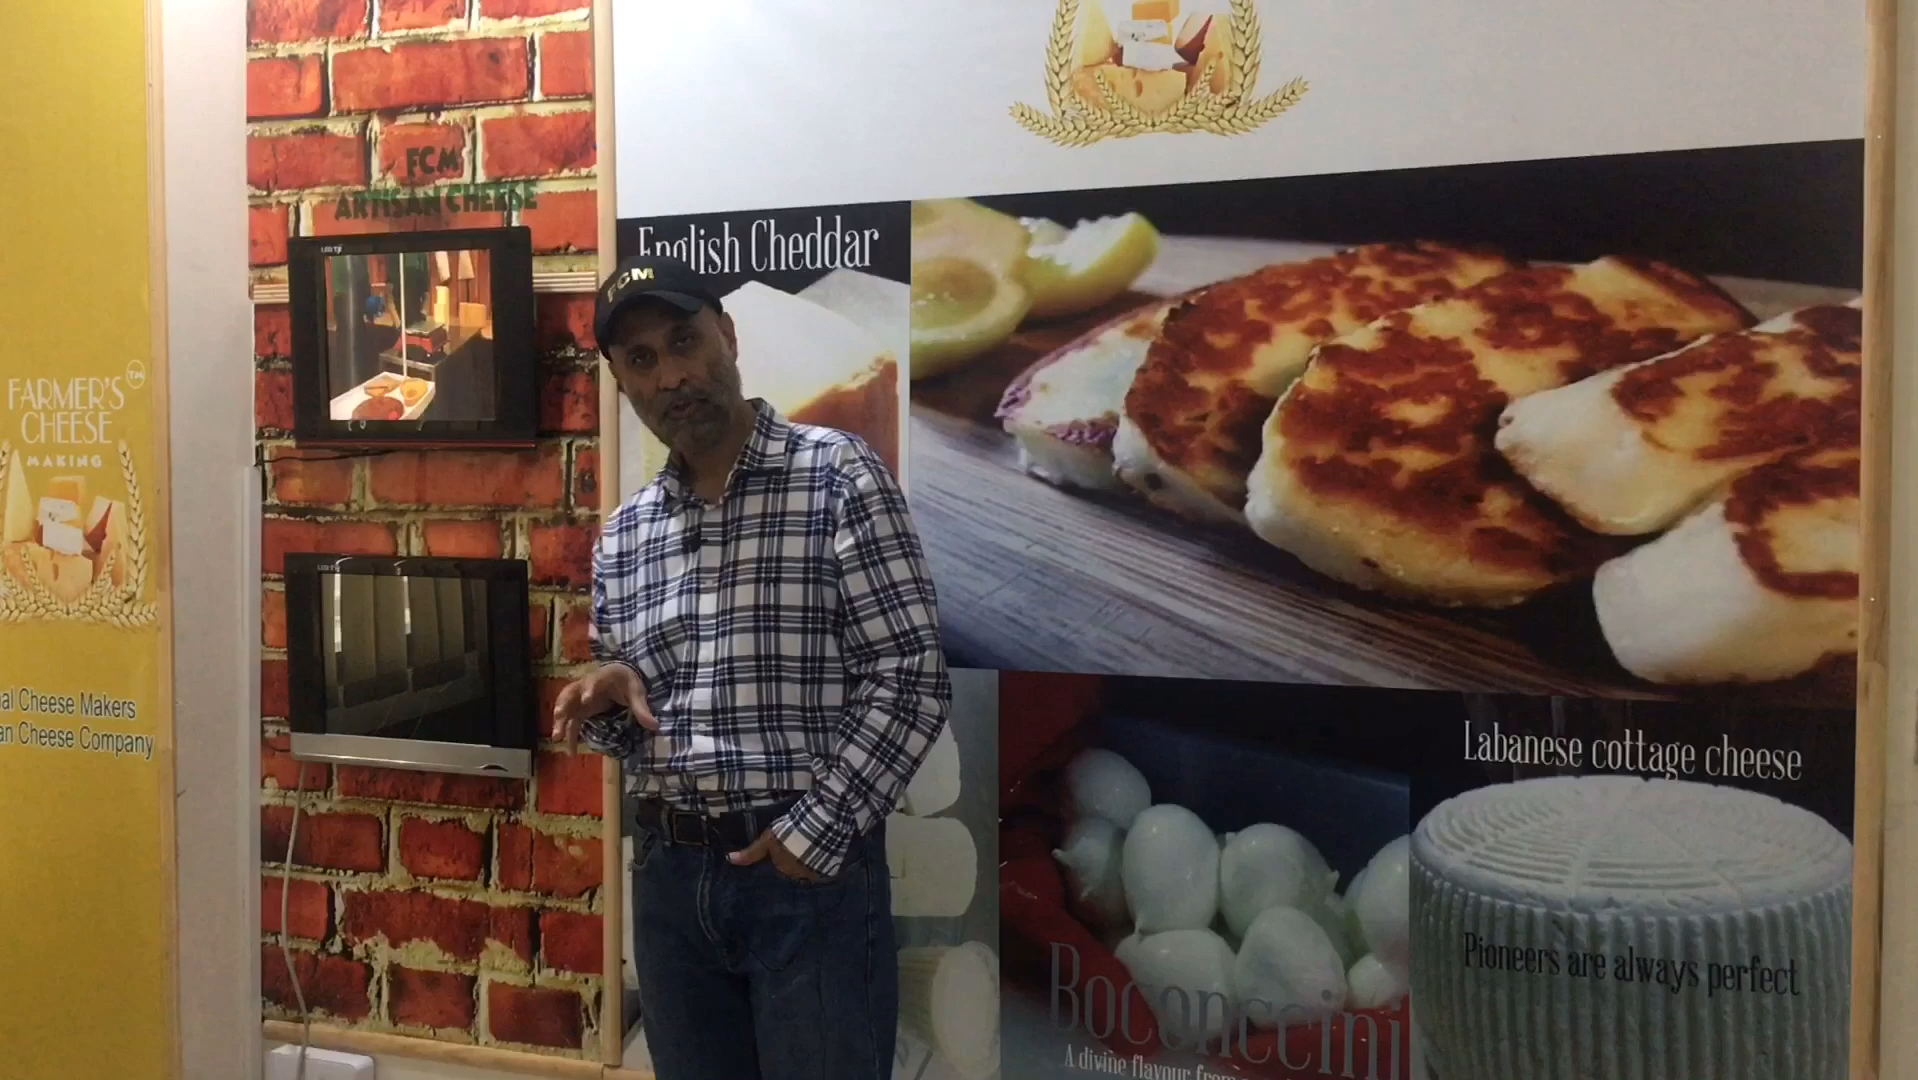 FARMER'S
CHEESE
MAKING
TM
al Cheese Makers
an Cheese Company
FCM
ARTISAN CHEESE
FCM
English Cheddar
Labanese cottage cheese
Pioneers are always perfect
Boconccini
A divine flavour from